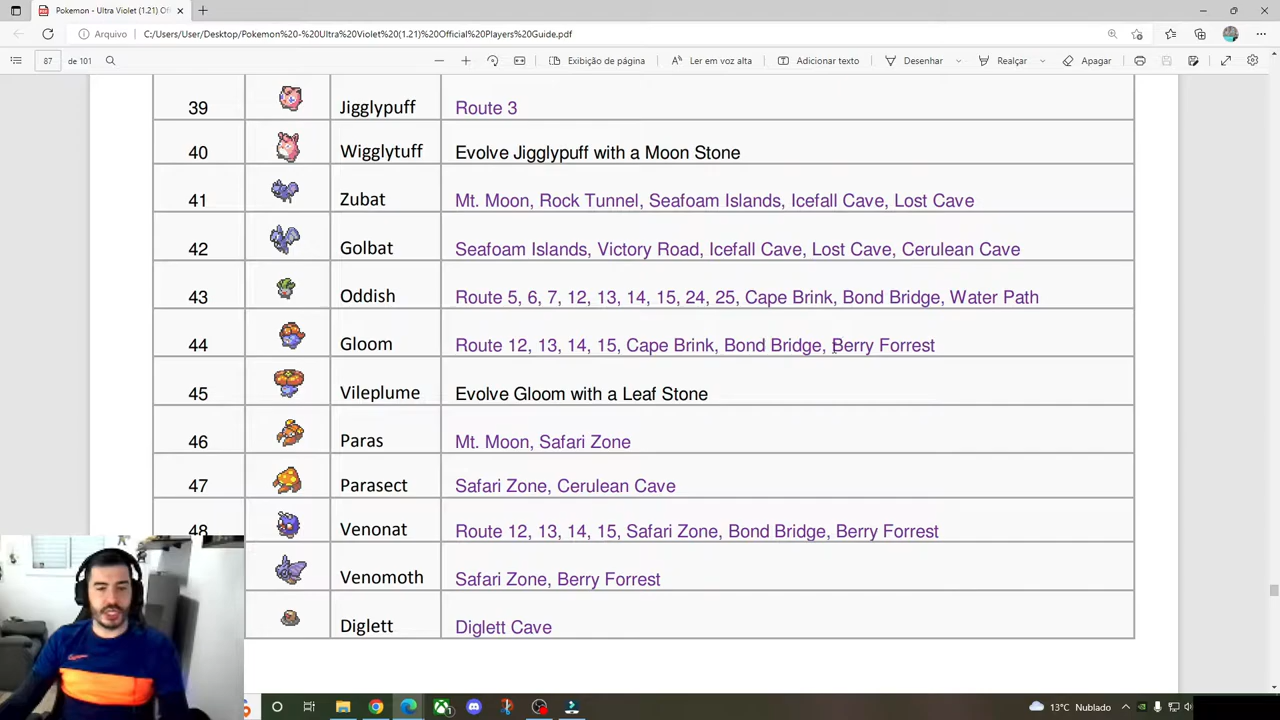 Pokemon - Ultra Violet (1.21) Of
Arquivo C:/Users/User/Desktop/Pokemon%20-%20Ultra%20Violet%20(1.21)%20Official%20Players%20Guide.pdf
87 de 101 Exibição de página Ler em voz alta Adicionar texto Desenhar Realçar Apagar
39 Jigglypuff Route 3
40 Wigglytuff Evolve Jigglypuff with a Moon Stone
41 Zubat Mt. Moon, Rock Tunnel, Seafoam Islands, Icefall Cave, Lost Cave
42 Golbat Seafoam Islands, Victory Road, Icefall Cave, Lost Cave, Cerulean Cave
43 Oddish Route 5, 6, 7, 12, 13, 14, 15, 24, 25, Cape Brink, Bond Bridge, Water Path
44 Gloom Route 12, 13, 14, 15, Cape Brink, Bond Bridge, Berry Forrest
45 Vileplume Evolve Gloom with a Leaf Stone
46 Paras Mt. Moon, Safari Zone
47 Parasect Safari Zone, Cerulean Cave
48 Venonat Route 12, 13, 14, 15, Safari Zone, Bond Bridge, Berry Forrest
Venomoth Safari Zone, Berry Forrest
Diglett Diglett Cave
13°C Nublado